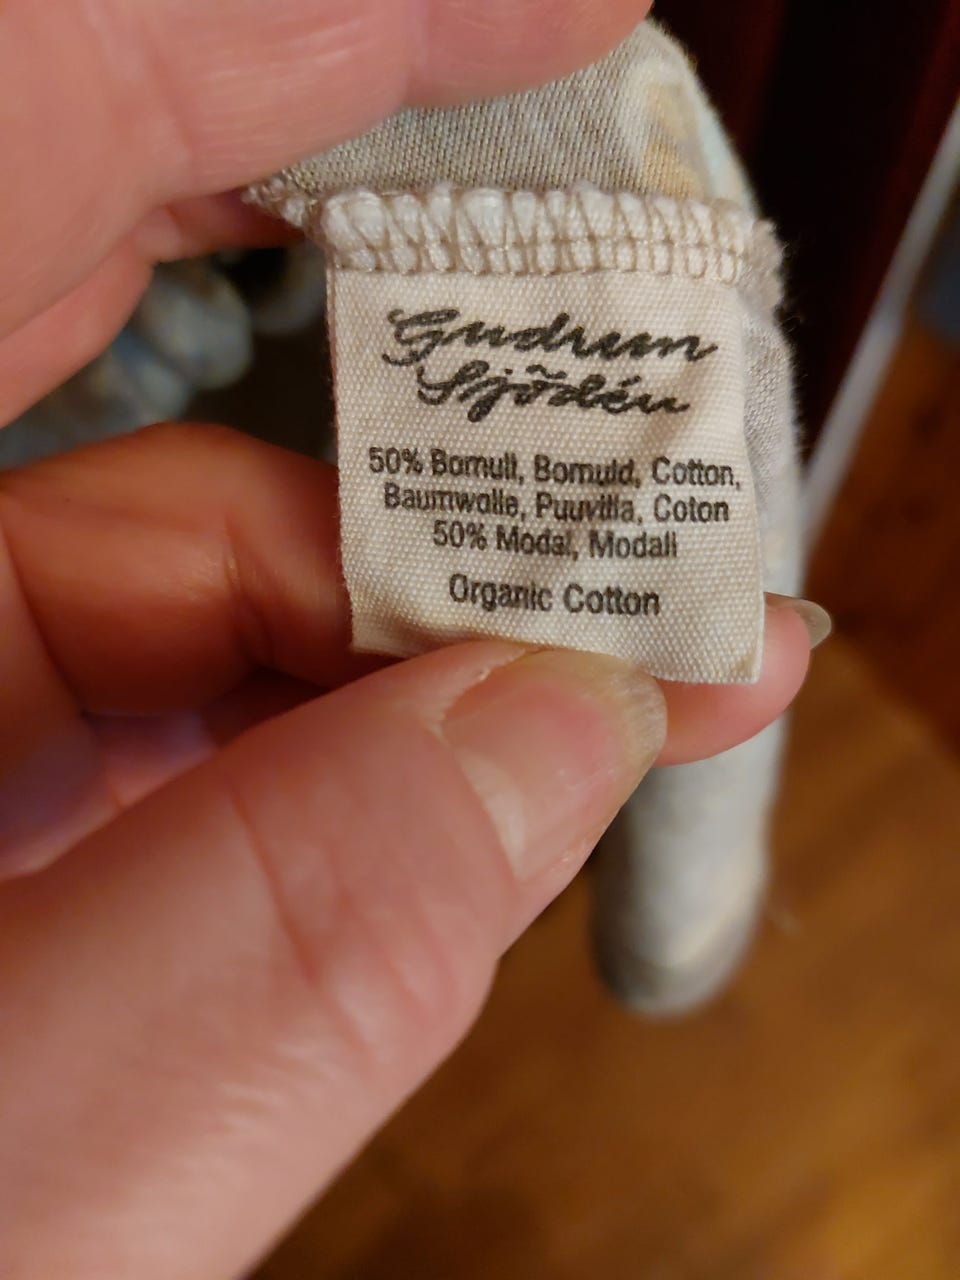 Gudrun
Sjödén
50% Bomull, Bomuld, Cotton,
Baumwolle, Puuvilla, Coton
50% Modal, Modali
Organic Cotton